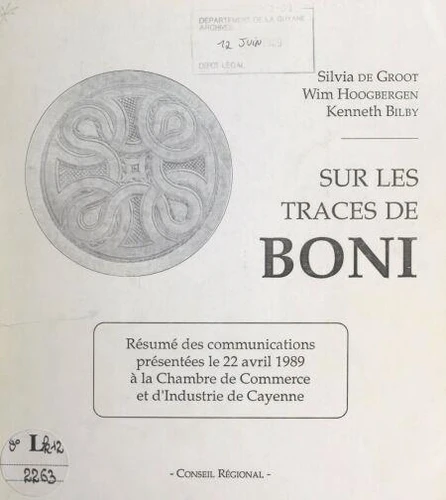 DEPARTEMENT DE LA GUYANE
ARCHIVES
12 JUIN
DEPOT LEGAL
Silvia DE GROOT
Wim HOOGBERGEN
Kenneth BILBY
SUR LES
TRACES DE
BONI
Résumé des communications
présentées le 22 avril 1989
à la Chambre de Commerce
et d'Industrie de Cayenne
2263
- CONSEIL RÉGIONAL -